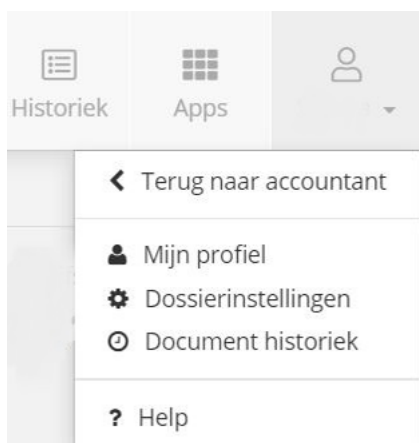 Historiek
Apps
Terug naar accountant
Mijn profiel
Dossierinstellingen
Document historiek
? Help